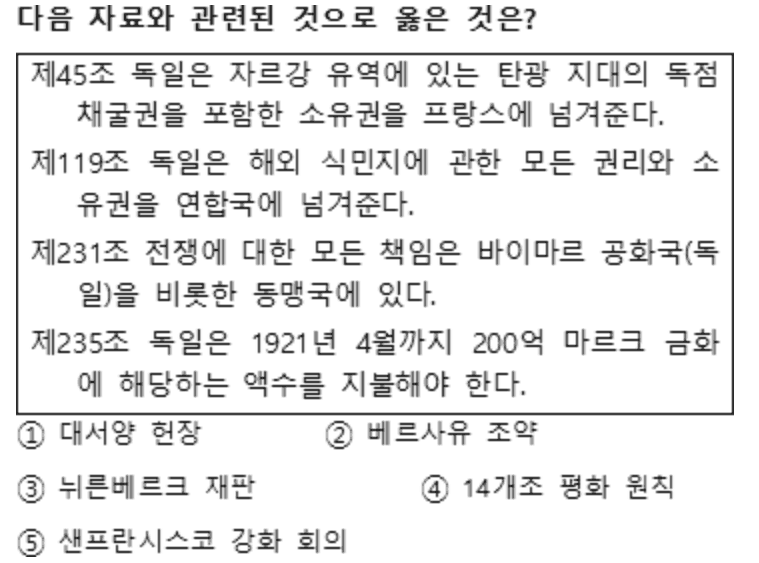 다음 자료와 관련된 것으로 옳은 것은?
제45조 독일은 자르강 유역에 있는 탄광 지대의 독점
채굴권을 포함한 소유권을 프랑스에 넘겨준다.
제119조 독일은 해외 식민지에 관한 모든 권리와 소
유권을 연합국에 넘겨준다.
제231조 전쟁에 대한 모든 책임은 바이마르 공화국(독
일)을 비롯한 동맹국에 있다.
제235조 독일은 1921년 4월까지 200억 마르크 금화
에 해당하는 액수를 지불해야 한다.
① 대서양 헌장 ② 베르사유 조약
③ 뉘른베르크 재판 ④ 14개조 평화 원칙
⑤ 샌프란시스코 강화 회의